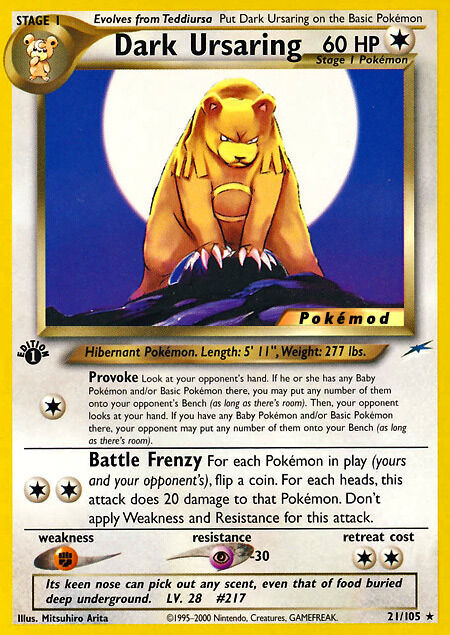 STAGE 1
Evolves from Teddiursa Put Dark Ursaring on the Basic Pokémon
Dark Ursaring 60 HP
Stage 1 Pokémon
Pokémod
EDITION
1
Hibernant Pokémon. Length: 5' 11", Weight: 277 lbs.
Provoke Look at your opponent's hand. If he or she has any Baby
Pokémon and/or Basic Pokémon there, you may put any number of them
onto your opponent's Bench (as long as there's room). Then, your opponent
looks at your hand. If you have any Baby Pokémon and/or Basic Pokémon
there, your opponent may put any number of them onto your Bench (as long
as there's room).
Battle Frenzy For each Pokémon in play (yours
and your opponent's), flip a coin. For each heads, this
attack does 20 damage to that Pokémon. Don't
apply Weakness and Resistance for this attack.
weakness resistance retreat cost
-30
Its keen nose can pick out any scent, even that of food buried
deep underground. LV. 28 #217
Illus. Mitsuhiro Arita ©1995-2000 Nintendo, Creatures, GAMEFREAK. 21/105 ★